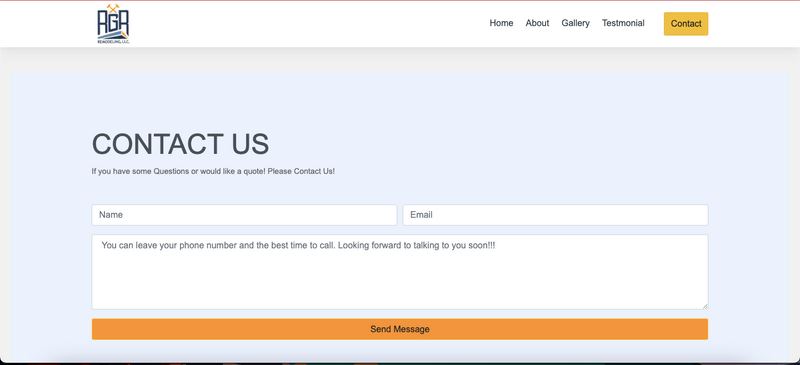 RGR
REMODELING, LLC.
Home About Gallery Testmonial Contact
CONTACT US
If you have some Questions or would like a quote! Please Contact Us!
Name Email
You can leave your phone number and the best time to call. Looking forward to talking to you soon!!!
Send Message